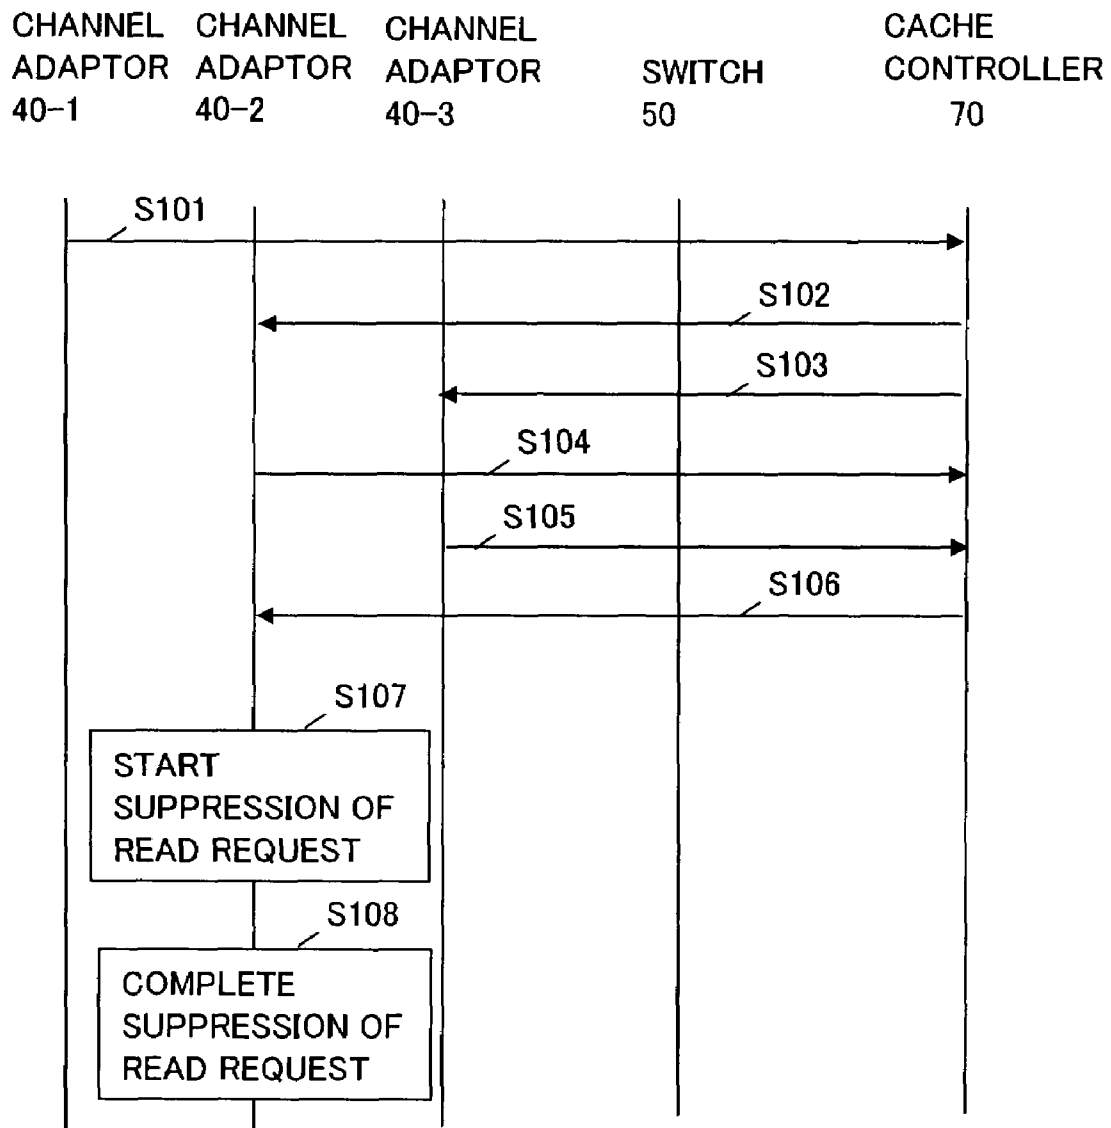 CHANNEL
ADAPTOR
40-1
CHANNEL
ADAPTOR
40-2
CHANNEL
ADAPTOR
40-3
SWITCH
50
CACHE
CONTROLLER
70
S101
S102
S103
S104
S105
S106
S107
START
SUPPRESSION OF
READ REQUEST
S108
COMPLETE
SUPPRESSION OF
READ REQUEST